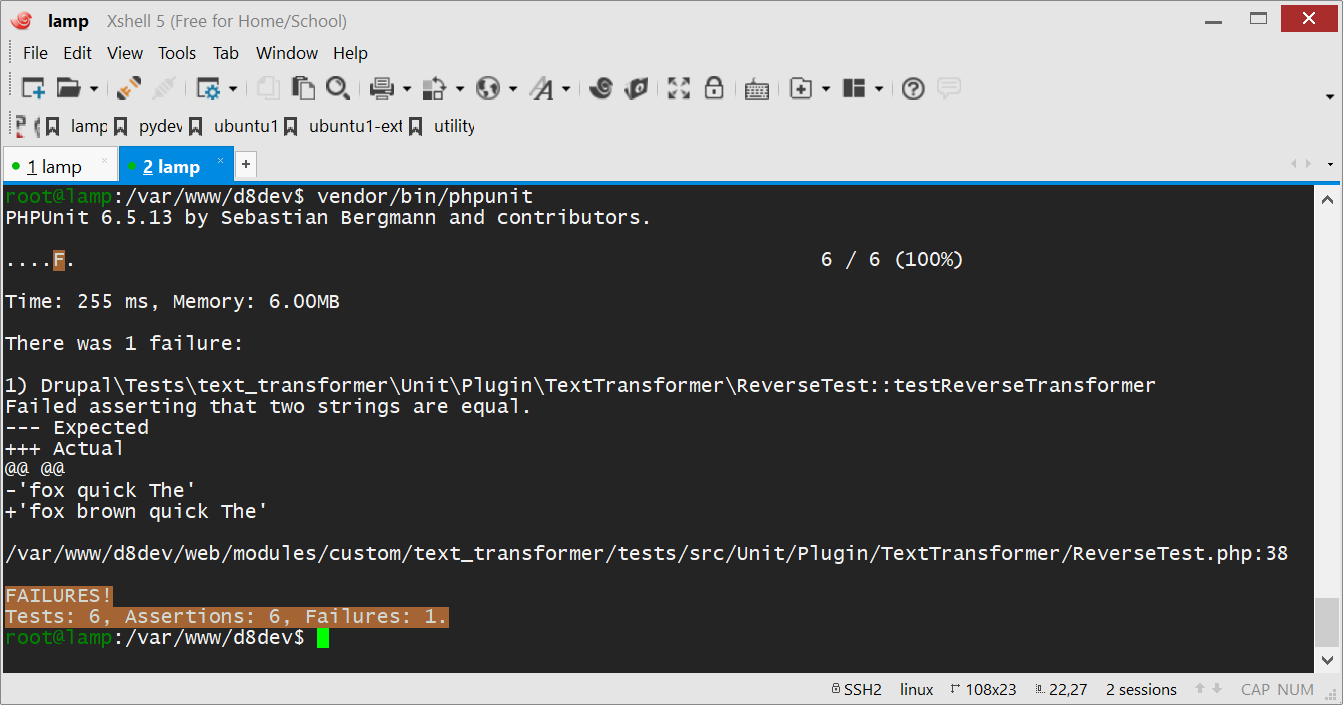 lamp Xshell 5 (Free for Home/School)
File Edit View Tools Tab Window Help
lamp pydev ubuntu1 ubuntu1-ext utility
1 lamp × 2 lamp × +
root@lamp:/var/www/d8dev$ vendor/bin/phpunit
PHPUnit 6.5.13 by Sebastian Bergmann and contributors.
....F. 6 / 6 (100%)
Time: 255 ms, Memory: 6.00MB
There was 1 failure:
1) Drupal\Tests\text_transformer\Unit\Plugin\TextTransformer\ReverseTest::testReverseTransformer
Failed asserting that two strings are equal.
--- Expected
+++ Actual
@@ @@
-'fox quick The'
+'fox brown quick The'
/var/www/d8dev/web/modules/custom/text_transformer/tests/src/Unit/Plugin/TextTransformer/ReverseTest.php:38
FAILURES!
Tests: 6, Assertions: 6, Failures: 1.
root@lamp:/var/www/d8dev$
SSH2 linux 108x23 22,27 2 sessions CAP NUM